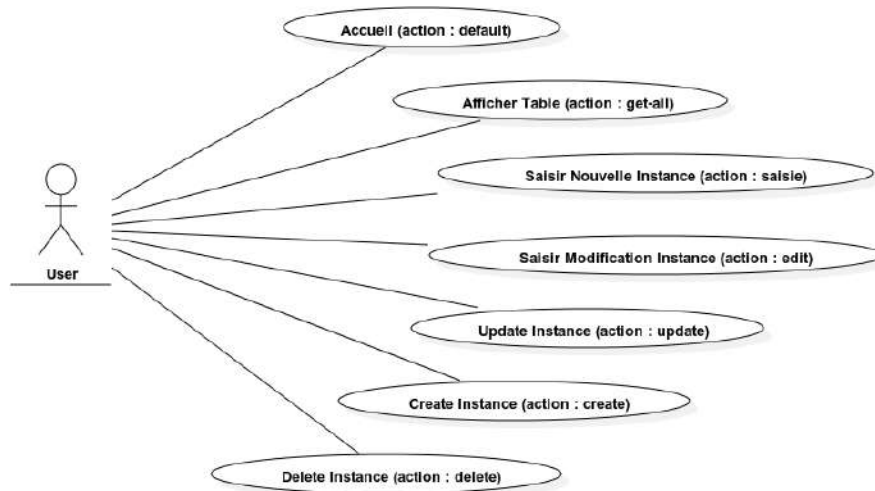 Accueil (action : default)
Afficher Table (action : get-all)
Saisir Nouvelle Instance (action : saisie)
User
Saisir Modification Instance (action : edit)
Update Instance (action : update)
Create Instance (action : create)
Delete Instance (action : delete)